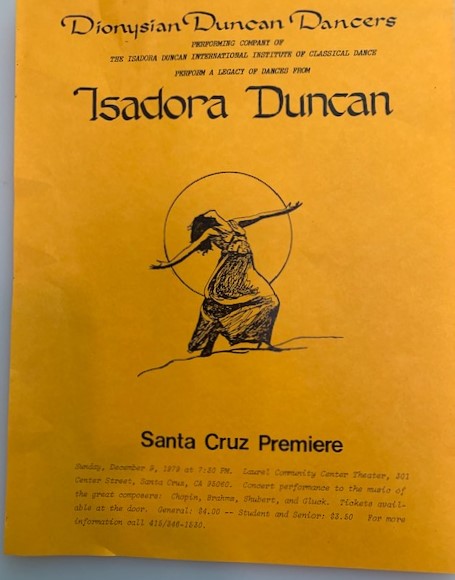 Dionysian Duncan Dancers
PERFORMING COMPANY OF
THE ISADORA DUNCAN INTERNATIONAL INSTITUTE OF CLASSICAL DANCE
PERFORM A LEGACY OF DANCES FROM
Isadora Duncan
Santa Cruz Premiere
Sunday, December 9, 1979 at 7:30 PM. Laurel Community Center Theater, 301
Center Street, Santa Cruz, CA 95060. Concert performance to the music of
the great composers: Chopin, Brahms, Shubert, and Gluck. Tickets avail-
able at the door. General: $4.00 -- Student and Senior: $3.50 For more
information call